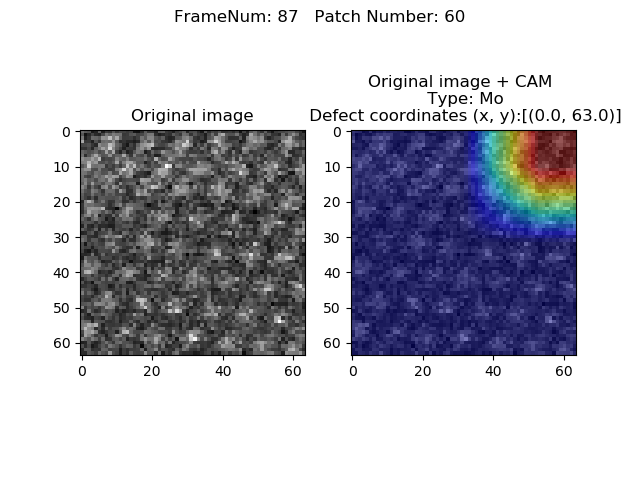 FrameNum: 87   Patch Number: 60
Original image
Original image + CAM
Type: Mo
Defect coordinates (x, y):[(0.0, 63.0)]
0
10
20
30
40
50
60
0 20 40 60
0
10
20
30
40
50
60
0 20 40 60